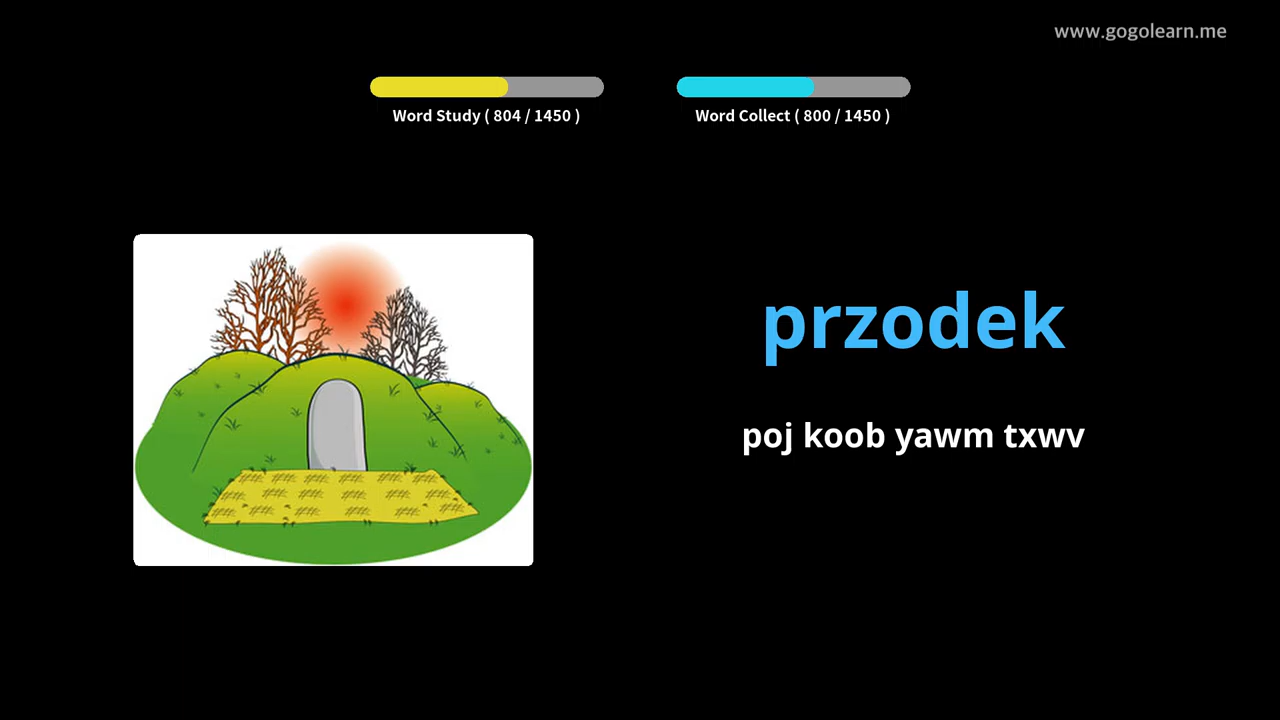 www.gogolearn.me
Word Study ( 804 / 1450 )
Word Collect ( 800 / 1450 )
przodek
poj koob yawm txwv